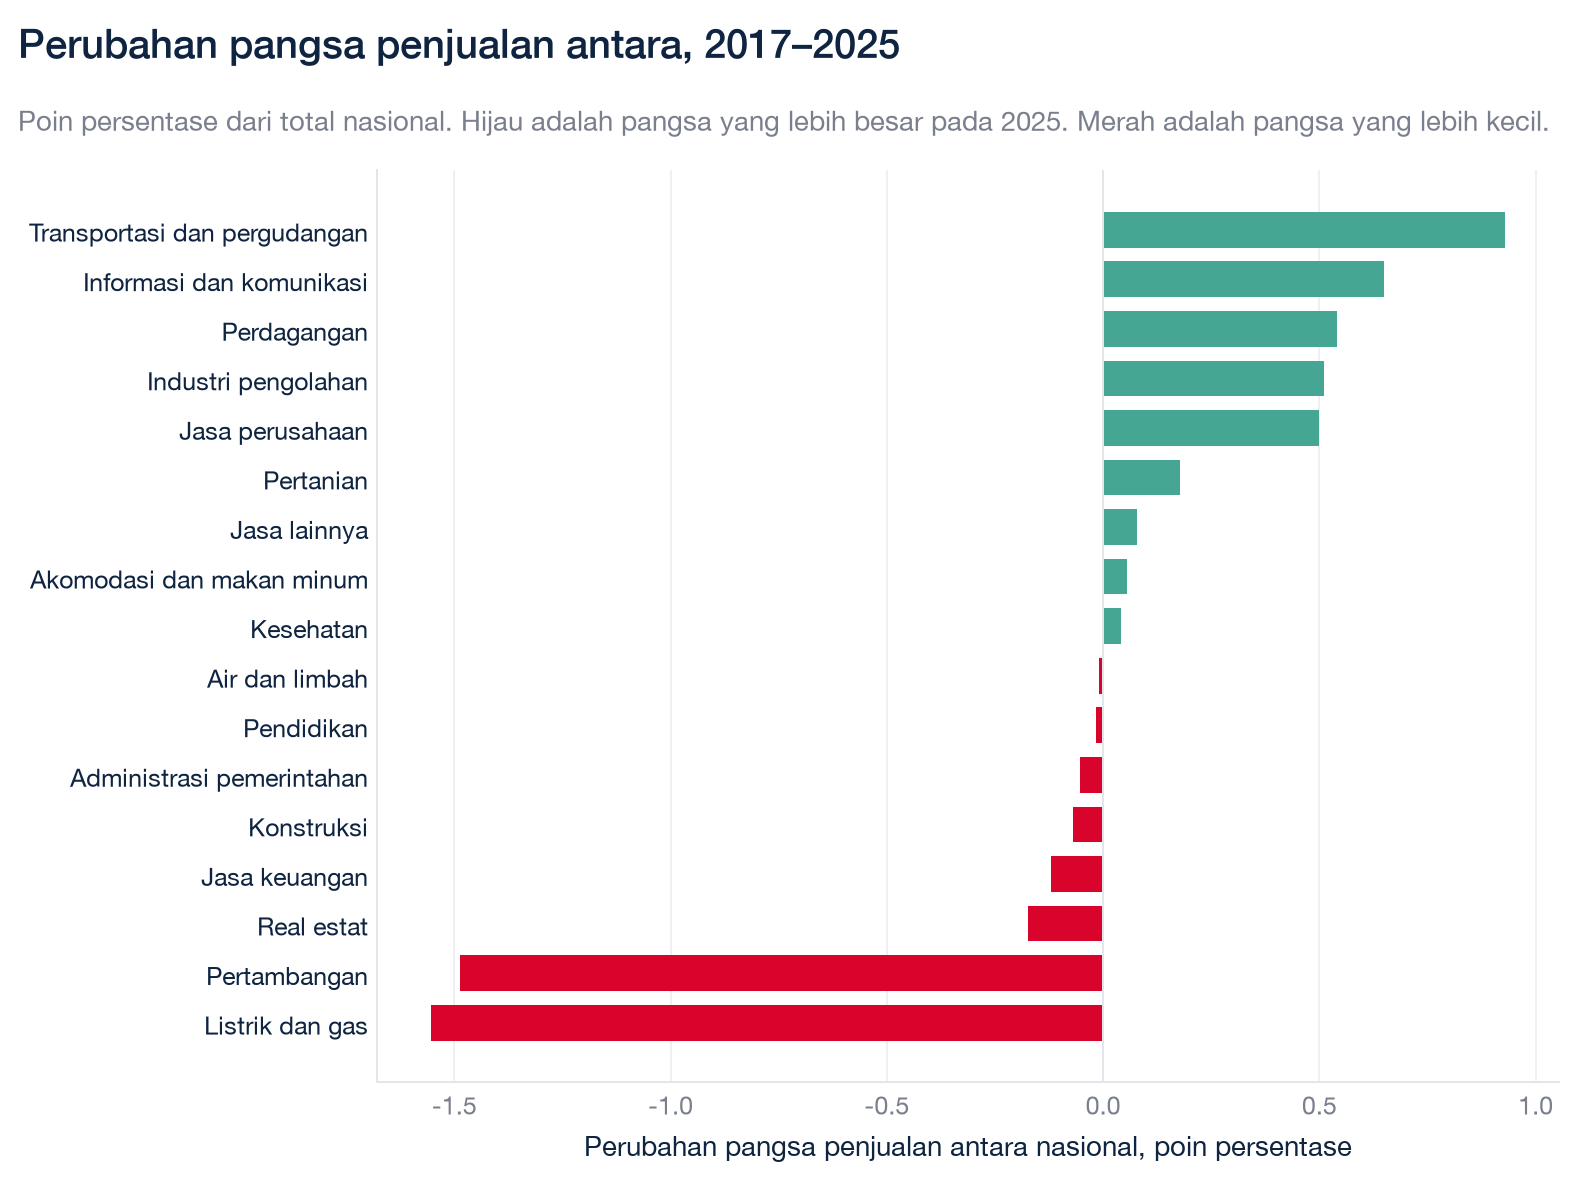 Perubahan pangsa penjualan antara, 2017–2025
Poin persentase dari total nasional. Hijau adalah pangsa yang lebih besar pada 2025. Merah adalah pangsa yang lebih kecil.
Transportasi dan pergudangan
Informasi dan komunikasi
Perdagangan
Industri pengolahan
Jasa perusahaan
Pertanian
Jasa lainnya
Akomodasi dan makan minum
Kesehatan
Air dan limbah
Pendidikan
Administrasi pemerintahan
Konstruksi
Jasa keuangan
Real estat
Pertambangan
Listrik dan gas
-1.5 -1.0 -0.5 0.0 0.5 1.0
Perubahan pangsa penjualan antara nasional, poin persentase